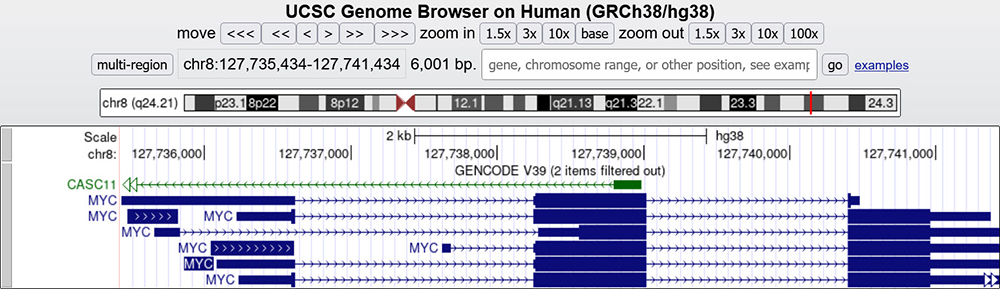 UCSC Genome Browser on Human (GRCh38/hg38)
move <<< << < > >> >>> zoom in 1.5x 3x 10x base zoom out 1.5x 3x 10x 100x
multi-region chr8:127,735,434-127,741,434 6,001 bp. gene, chromosome range, or other position, see examp go examples
chr8 (q24.21) p23.1 8p22 8p12 12.1 q21.13 q21.3 22.1 23.3 24.3
Scale 2 kb hg38
chr8: 127,736,000 127,737,000 127,738,000 127,739,000 127,740,000 127,741,000
GENCODE V39 (2 items filtered out)
CASC11
MYC
MYC MYC
MYC
MYC MYC
MYC
MYC